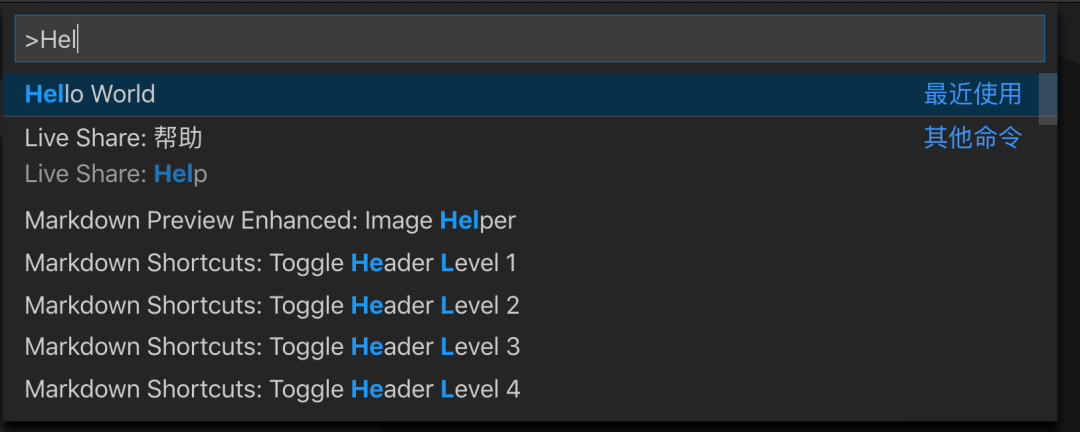 >Hel
Hello World 最近使用
Live Share: 帮助 其他命令
Live Share: Help
Markdown Preview Enhanced: Image Helper
Markdown Shortcuts: Toggle Header Level 1
Markdown Shortcuts: Toggle Header Level 2
Markdown Shortcuts: Toggle Header Level 3
Markdown Shortcuts: Toggle Header Level 4